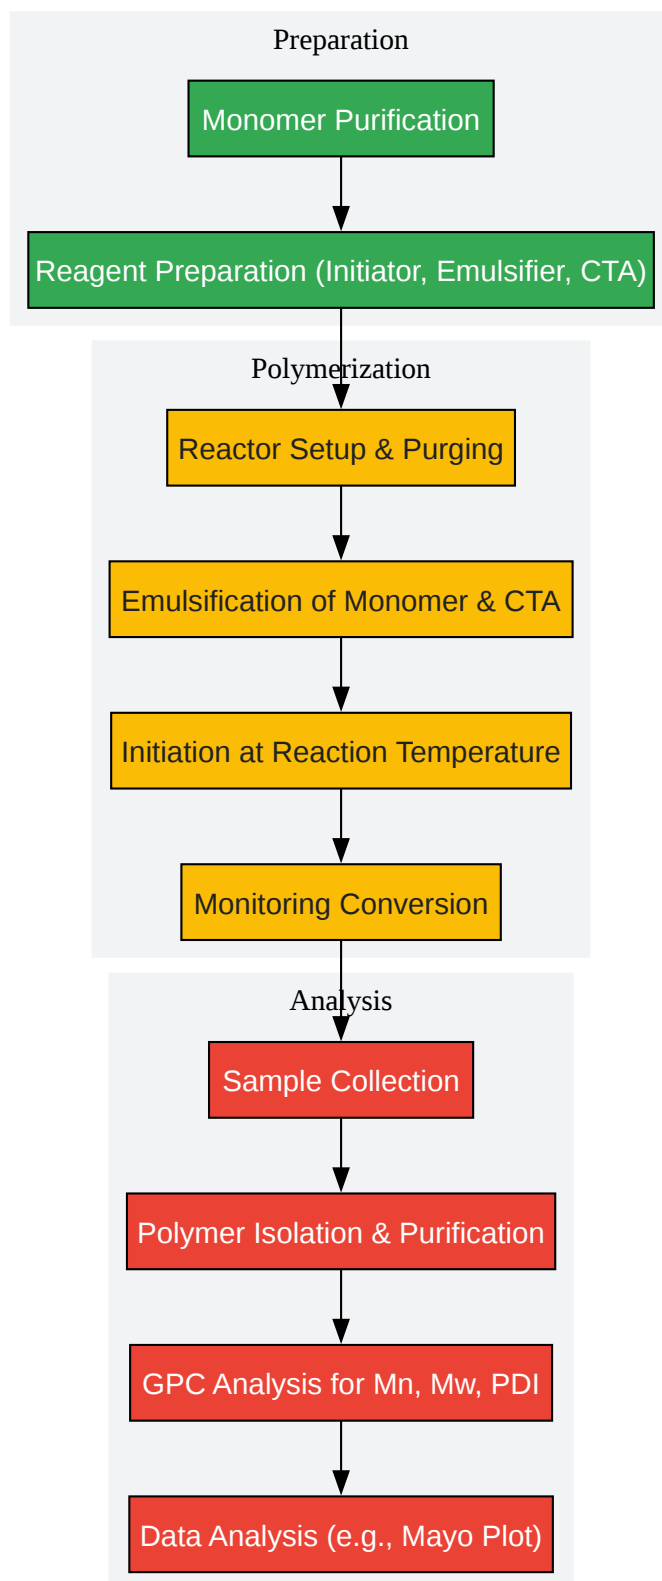 Preparation
Monomer Purification
Reagent Preparation (Initiator, Emulsifier, CTA)
Polymerization
Reactor Setup & Purging
Emulsification of Monomer & CTA
Initiation at Reaction Temperature
Monitoring Conversion
Analysis
Sample Collection
Polymer Isolation & Purification
GPC Analysis for Mn, Mw, PDI
Data Analysis (e.g., Mayo Plot)